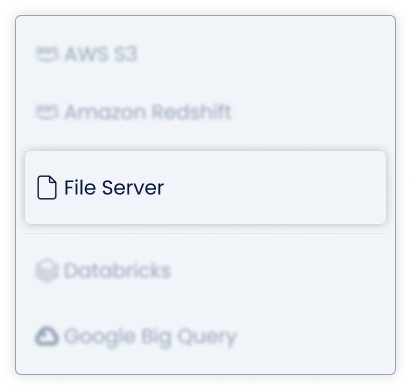 AWS S3
Amazon Redshift
File Server
Databricks
Google Big Query